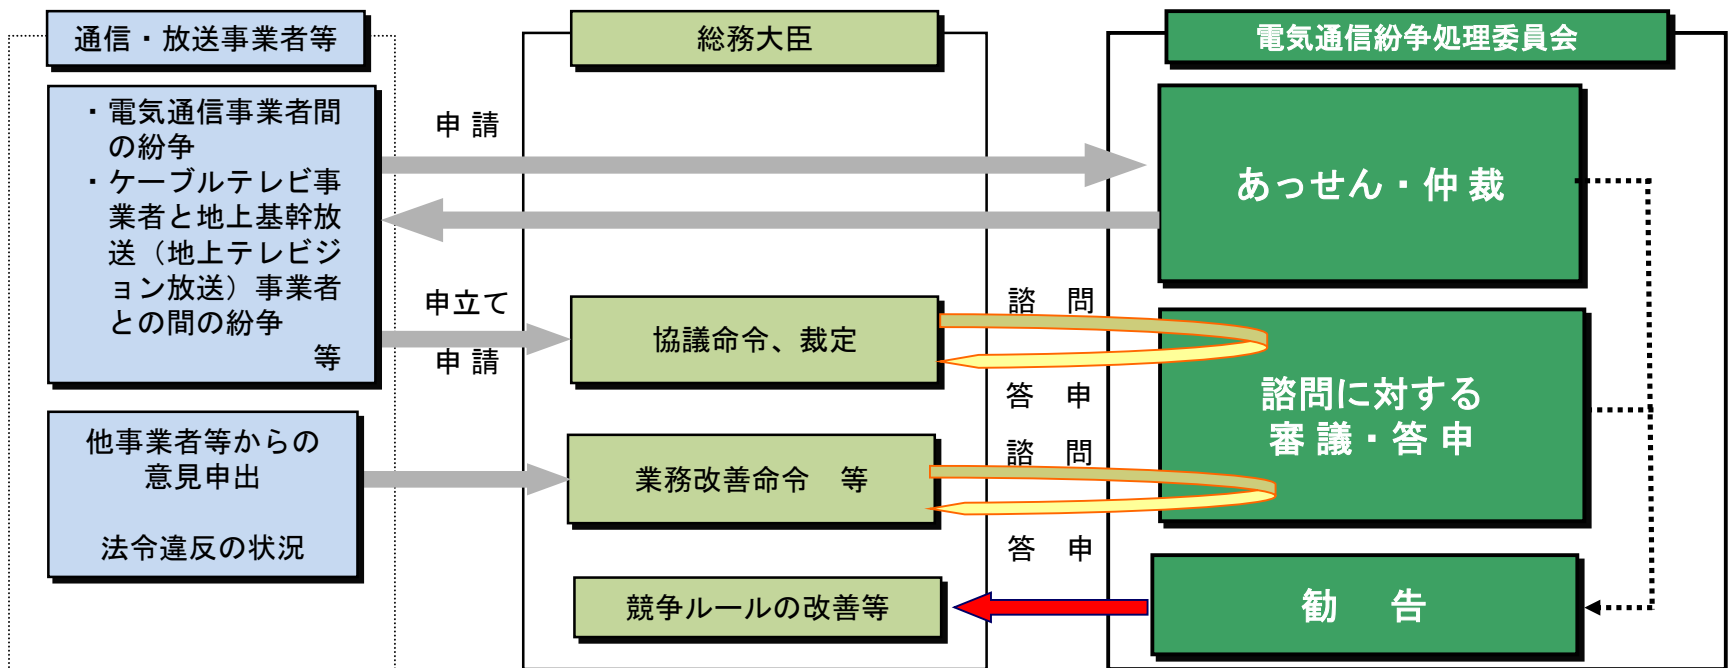 通信・放送事業者等
総務大臣
電気通信紛争処理委員会
・電気通信事業者間
の紛争
・ケーブルテレビ事
業者と地上基幹放
送（地上テレビジ
ョン放送）事業者
との間の紛争
等
申 請
あっせん・仲 裁
申立て
申 請
協議命令、裁定
諮　問
答　申
諮問に対する
審 議・答 申
他事業者等からの
意見申出
法令違反の状況
業務改善命令　等
諮　問
答　申
競争ルールの改善等
勧　告